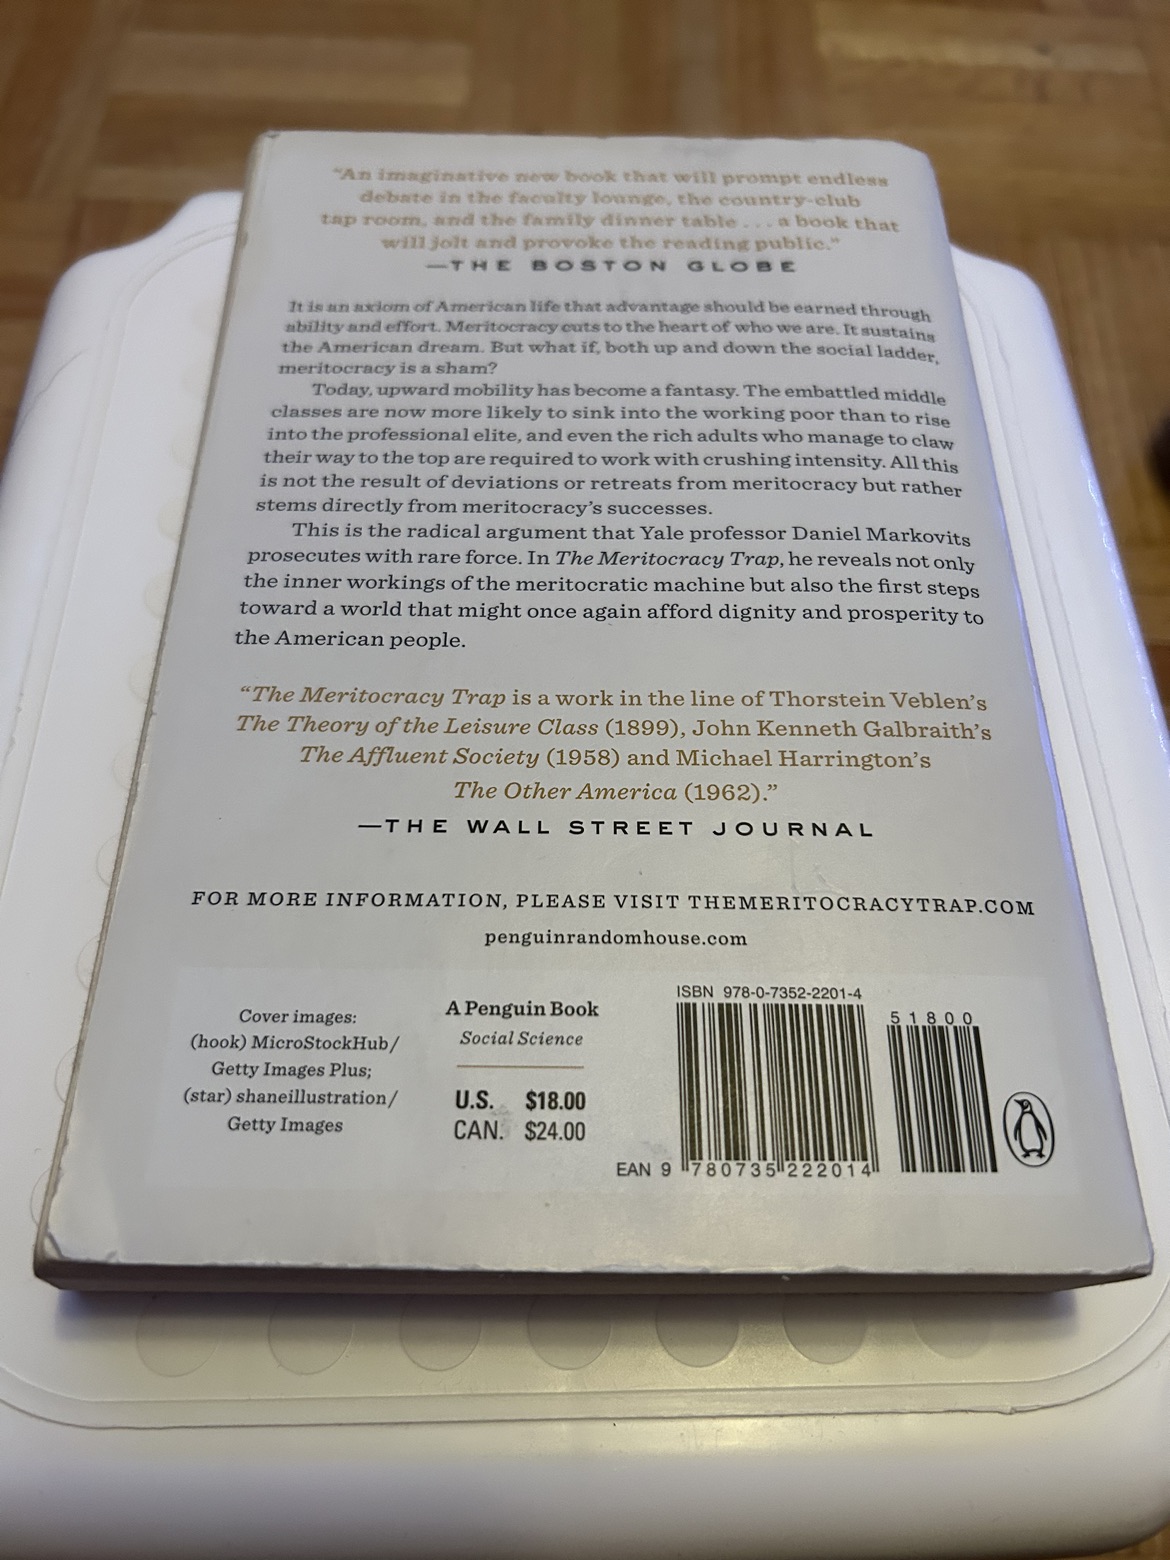 "An imaginative new book that will prompt endless
debate in the faculty lounge, the country-club
tap room, and the family dinner table . . . a book that
will jolt and provoke the reading public."
—THE BOSTON GLOBE
It is an axiom of American life that advantage should be earned through
ability and effort. Meritocracy cuts to the heart of who we are. It sustains
the American dream. But what if, both up and down the social ladder,
meritocracy is a sham?
Today, upward mobility has become a fantasy. The embattled middle
classes are now more likely to sink into the working poor than to rise
into the professional elite, and even the rich adults who manage to claw
their way to the top are required to work with crushing intensity. All this
is not the result of deviations or retreats from meritocracy but rather
stems directly from meritocracy's successes.
This is the radical argument that Yale professor Daniel Markovits
prosecutes with rare force. In The Meritocracy Trap, he reveals not only
the inner workings of the meritocratic machine but also the first steps
toward a world that might once again afford dignity and prosperity to
the American people.
"The Meritocracy Trap is a work in the line of Thorstein Veblen's
The Theory of the Leisure Class (1899), John Kenneth Galbraith's
The Affluent Society (1958) and Michael Harrington's
The Other America (1962)."
—THE WALL STREET JOURNAL
FOR MORE INFORMATION, PLEASE VISIT THEMERITOCRACYTRAP.COM
penguinrandomhouse.com
Cover images:
(hook) MicroStockHub/
Getty Images Plus;
(star) shaneillustration/
Getty Images
A Penguin Book
Social Science
U.S. $18.00
CAN. $24.00
ISBN 978-0-7352-2201-4
51800
EAN 9 780735 222014